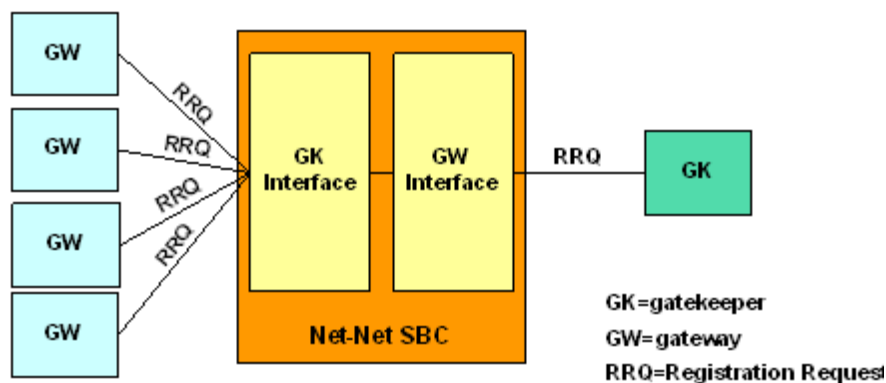 GW
RRQ
GW
RRQ
GW
RRQ
GW
RRQ
GK
Interface
GW
Interface
Net-Net SBC
RRQ
GK
GK=gatekeeper
GW=gateway
RRQ=Registration Request